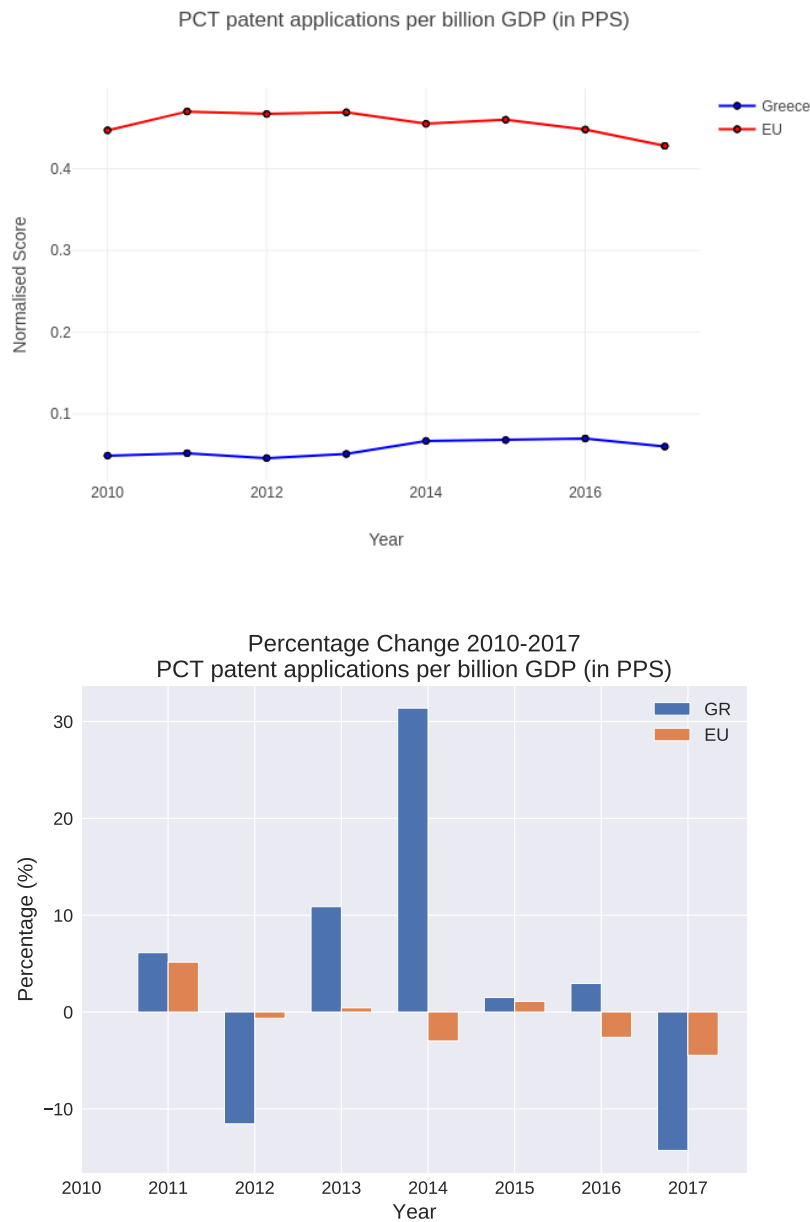 PCT patent applications per billion GDP (in PPS)
Greece
EU
0.4
0.3
0.2
0.1
Normalised Score
2010 2012 2014 2016
Year
Percentage Change 2010-2017
PCT patent applications per billion GDP (in PPS)
GR
EU
30
20
10
0
−10
Percentage (%)
2010 2011 2012 2013 2014 2015 2016 2017
Year